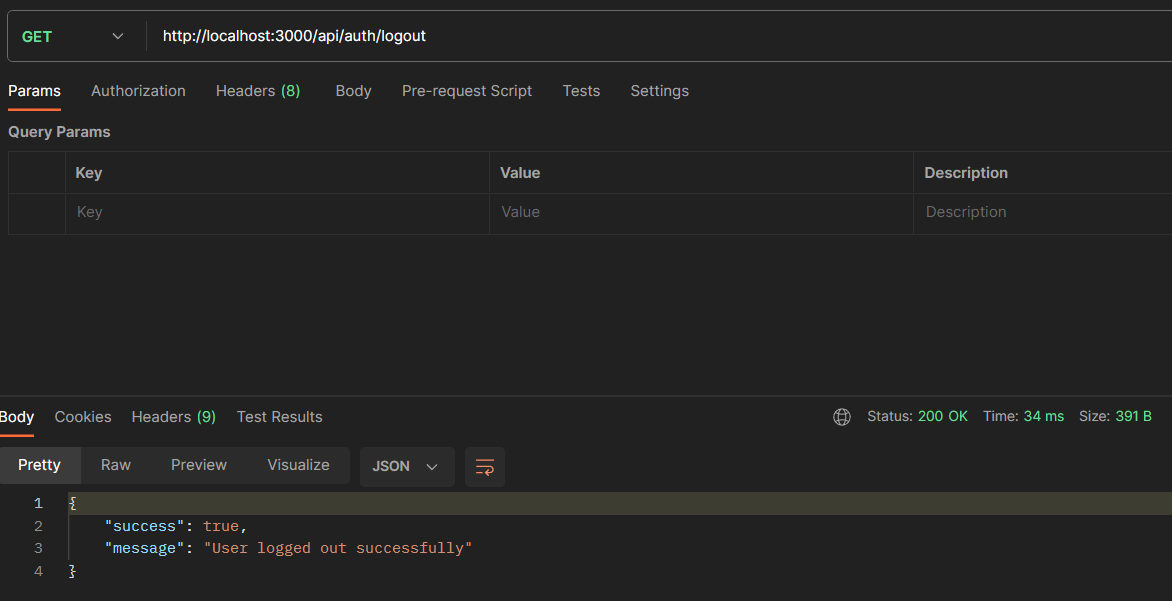 GET http://localhost:3000/api/auth/logout
Params Authorization Headers (8) Body Pre-request Script Tests Settings
Query Params
Key Value Description
Key Value Description
Body Cookies Headers (9) Test Results Status: 200 OK Time: 34 ms Size: 391 B
Pretty Raw Preview Visualize JSON
1 {
2 "success": true,
3 "message": "User logged out successfully"
4 }